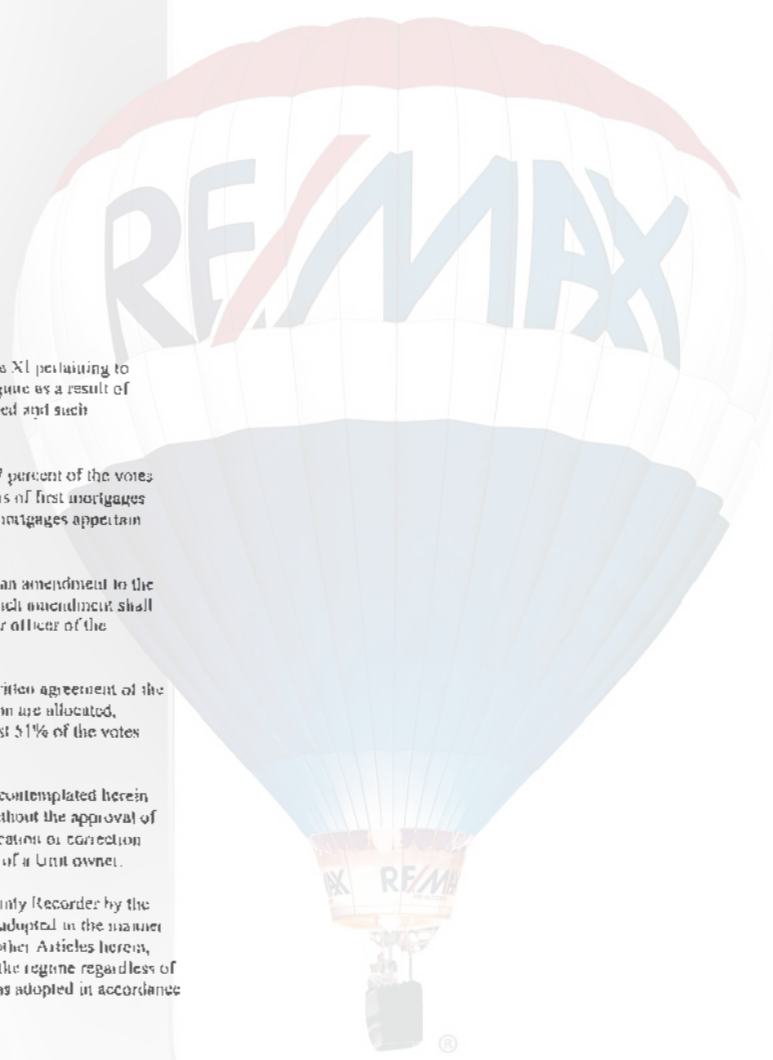 RE/MAX
s XI pertaining to
gime as a result of
ed and such
7 percent of the votes
s of first mortgages
mortgages appertain
an amendment to the
such amendment shall
r officer of the
ritten agreement of the
on are allocated,
st 51% of the votes
contemplated herein
thout the approval of
cation or correction
of a Unit owner.
nty Recorder by the
adopted in the manner
other Articles herein,
the regime regardless of
as adopted in accordance
AX RE/MAX
®